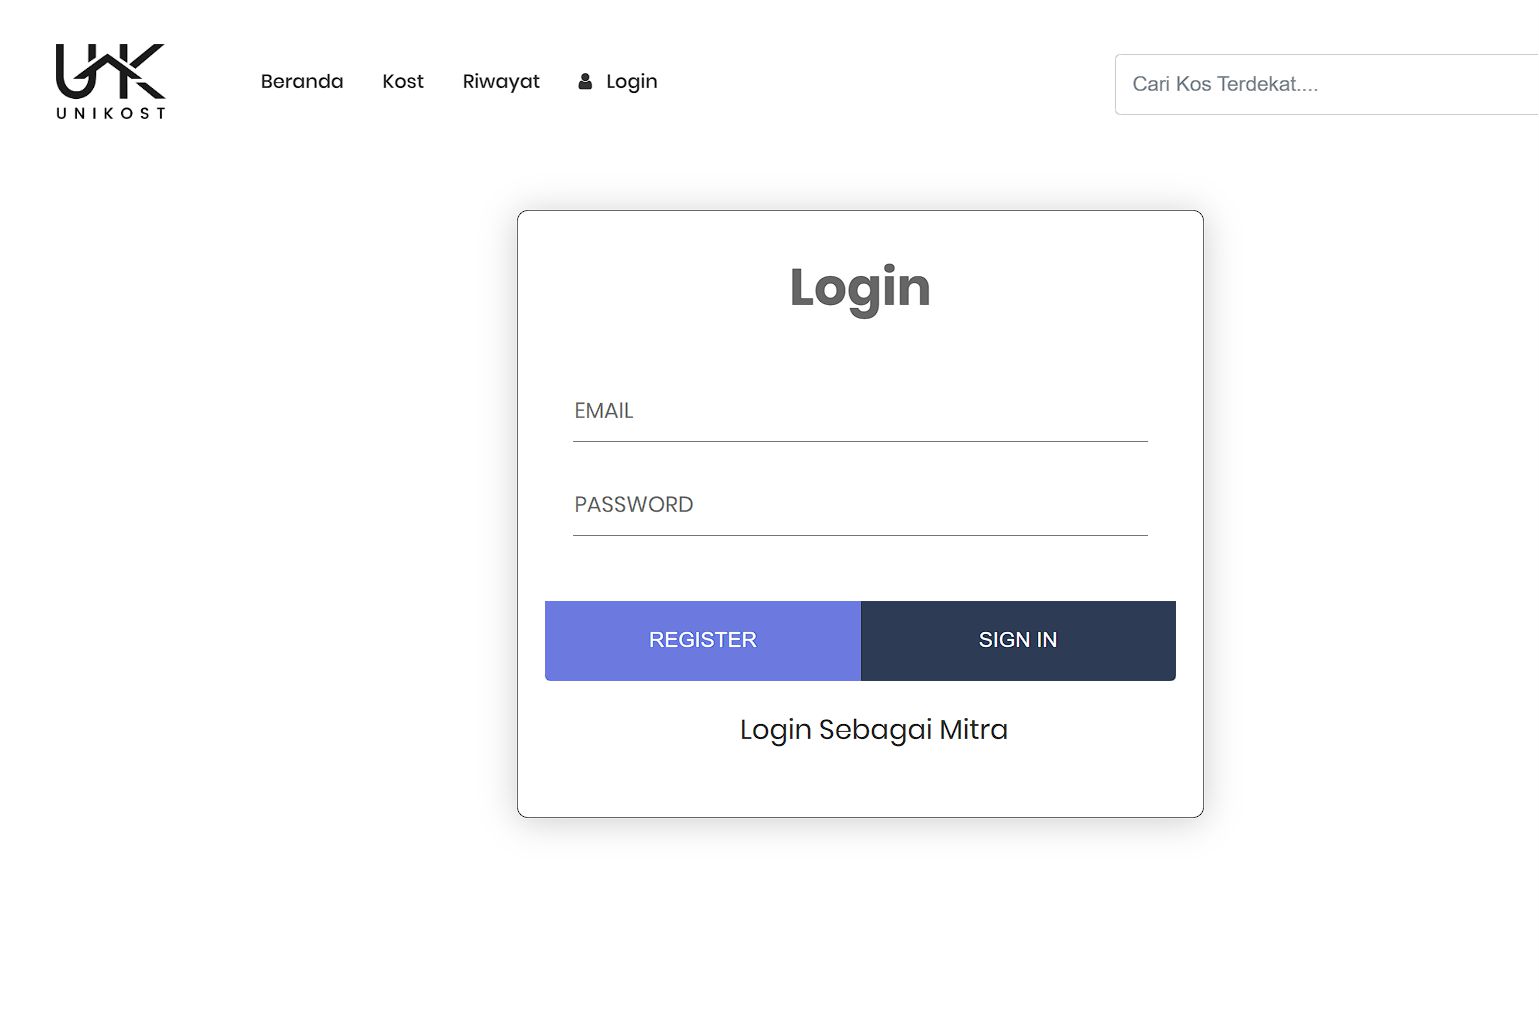 UNIKOST
Beranda Kost Riwayat Login
Cari Kos Terdekat....
Login
EMAIL
PASSWORD
REGISTER SIGN IN
Login Sebagai Mitra